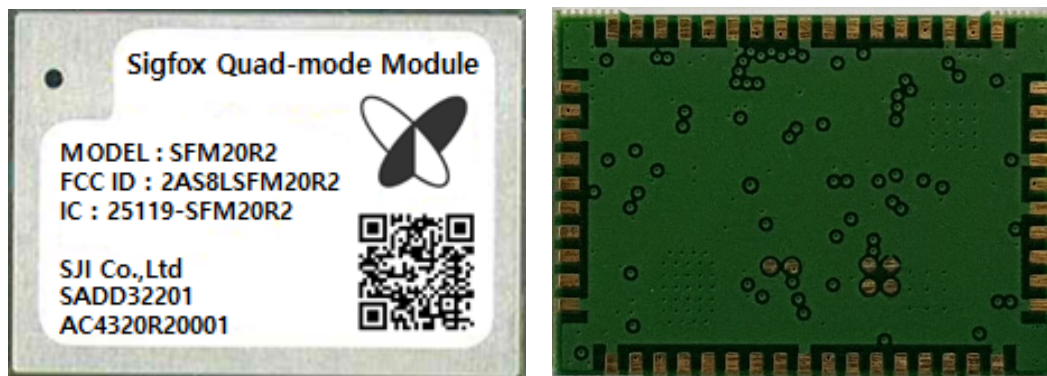 Sigfox Quad-mode Module
MODEL : SFM20R2
FCC ID : 2AS8LSFM20R2
IC : 25119-SFM20R2
SJI Co.,Ltd
SADD32201
AC4320R20001